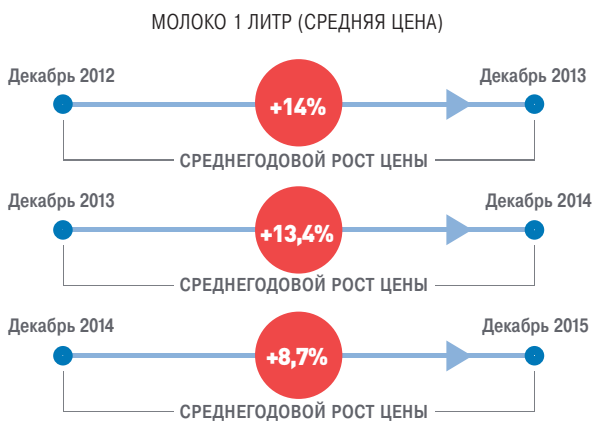 МОЛОКО 1 ЛИТР (СРЕДНЯЯ ЦЕНА)
Декабрь 2012
Декабрь 2013
+14%
СРЕДНЕГОДОВОЙ РОСТ ЦЕНЫ
Декабрь 2013
Декабрь 2014
+13,4%
СРЕДНЕГОДОВОЙ РОСТ ЦЕНЫ
Декабрь 2014
Декабрь 2015
+8,7%
СРЕДНЕГОДОВОЙ РОСТ ЦЕНЫ